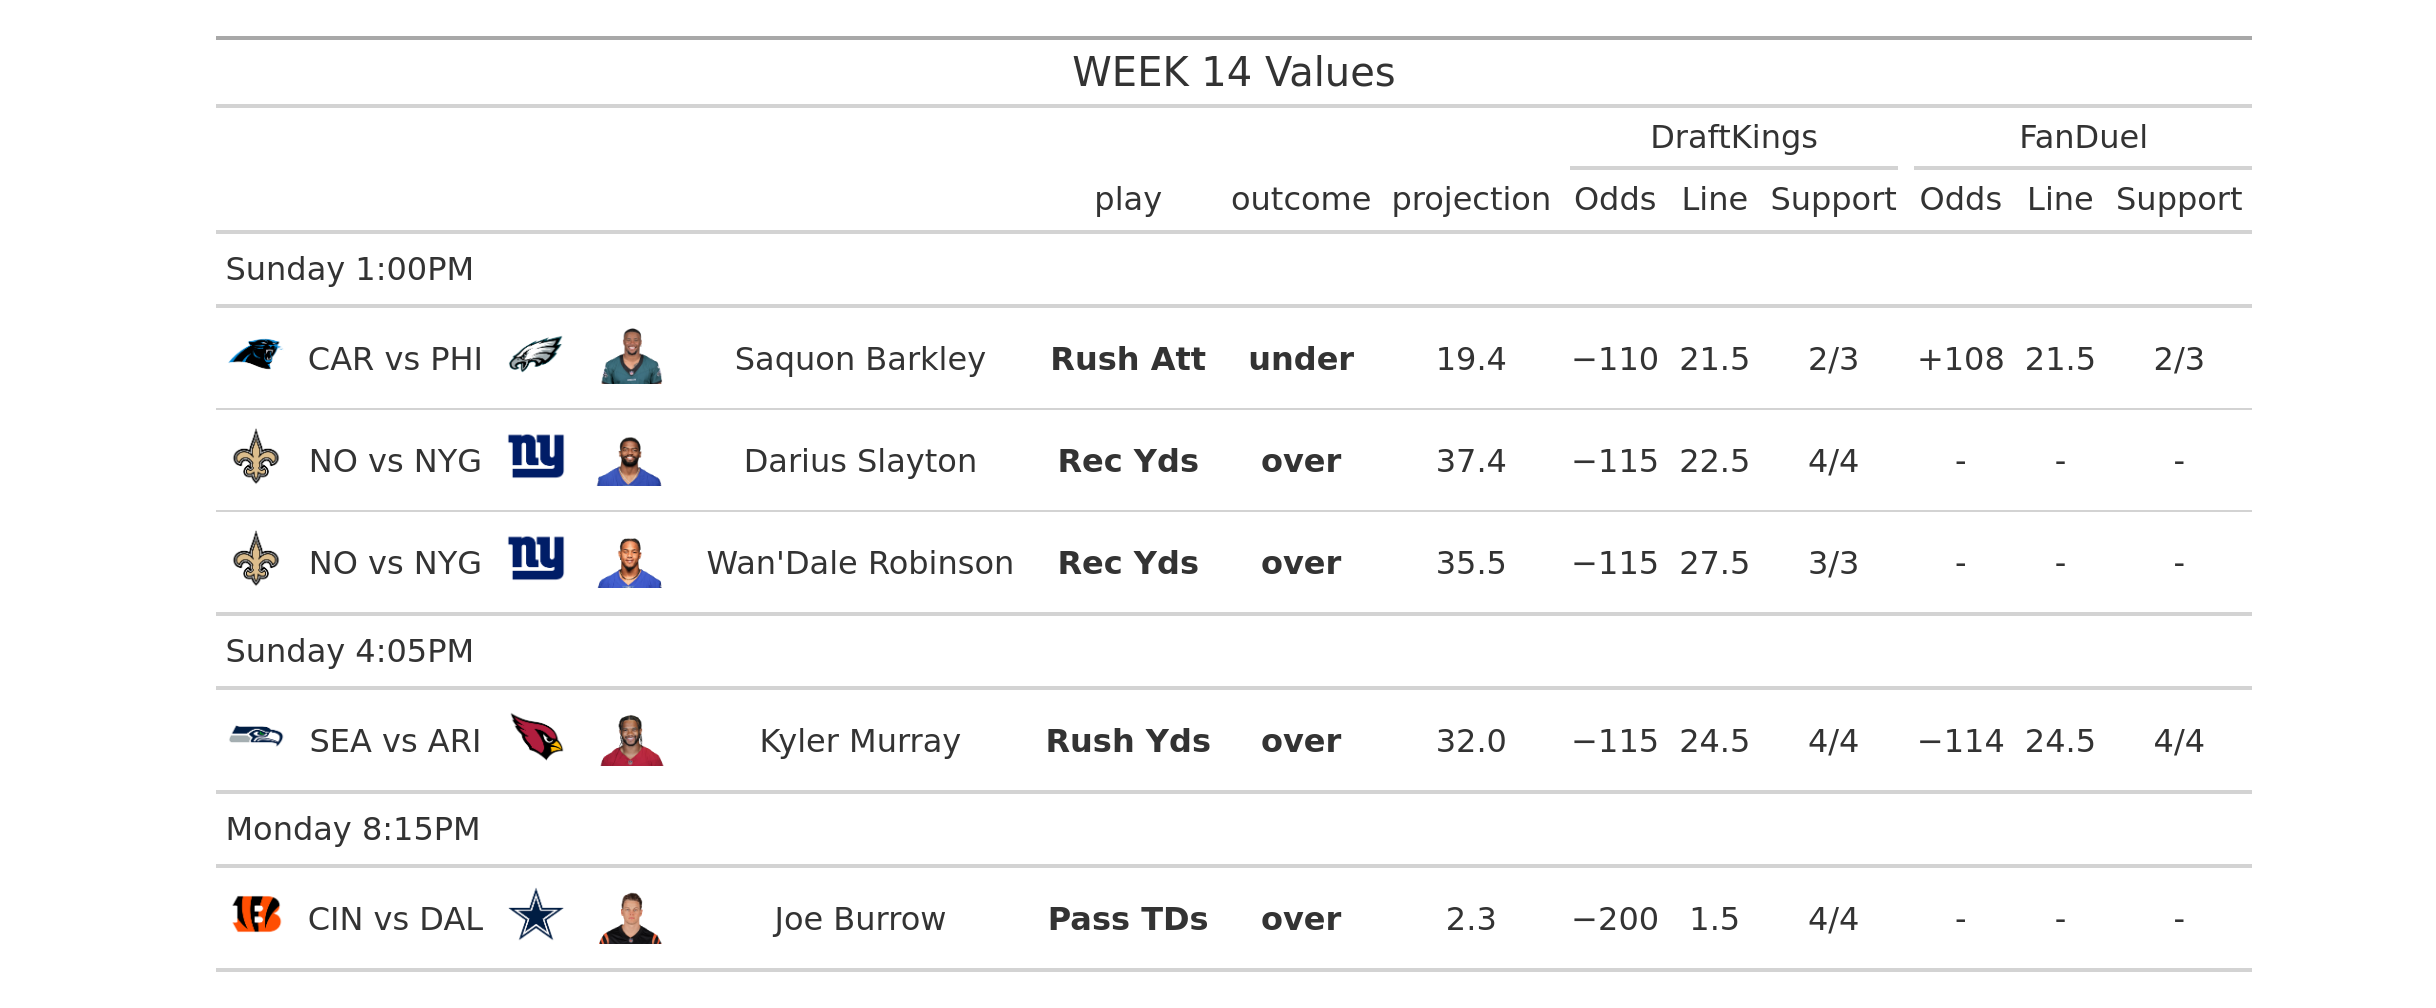 WEEK 14 Values
DraftKings FanDuel
play outcome projection Odds Line Support Odds Line Support
Sunday 1:00PM
CAR vs PHI Saquon Barkley Rush Att under 19.4 −110 21.5 2/3 +108 21.5 2/3
NO vs NYG ny Darius Slayton Rec Yds over 37.4 −115 22.5 4/4 - - -
NO vs NYG ny Wan'Dale Robinson Rec Yds over 35.5 −115 27.5 3/3 - - -
Sunday 4:05PM
SEA vs ARI Kyler Murray Rush Yds over 32.0 −115 24.5 4/4 −114 24.5 4/4
Monday 8:15PM
B CIN vs DAL Joe Burrow Pass TDs over 2.3 −200 1.5 4/4 - - -